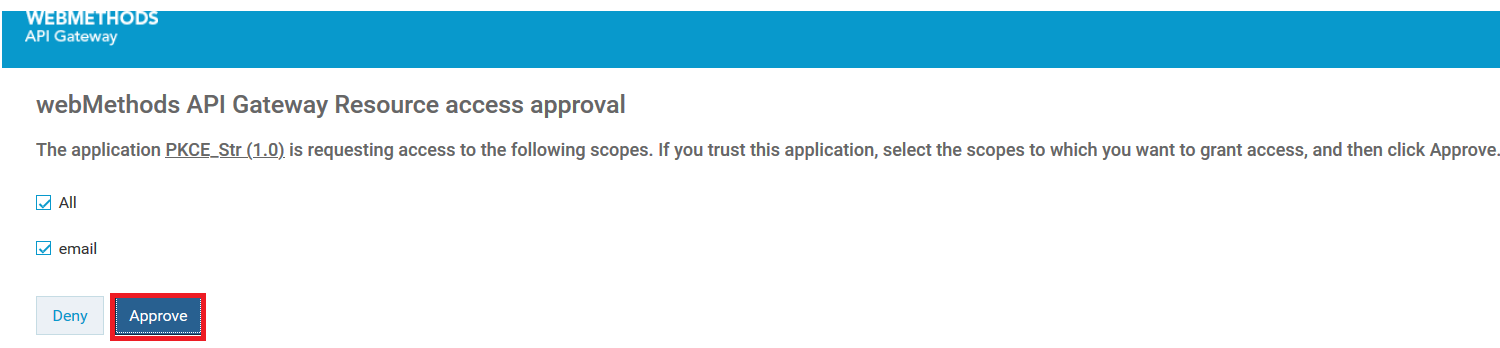 WEBMETHODS
API Gateway
webMethods API Gateway Resource access approval
The application PKCE_Str (1.0) is requesting access to the following scopes. If you trust this application, select the scopes to which you want to grant access, and then click Approve.
All
email
Deny Approve